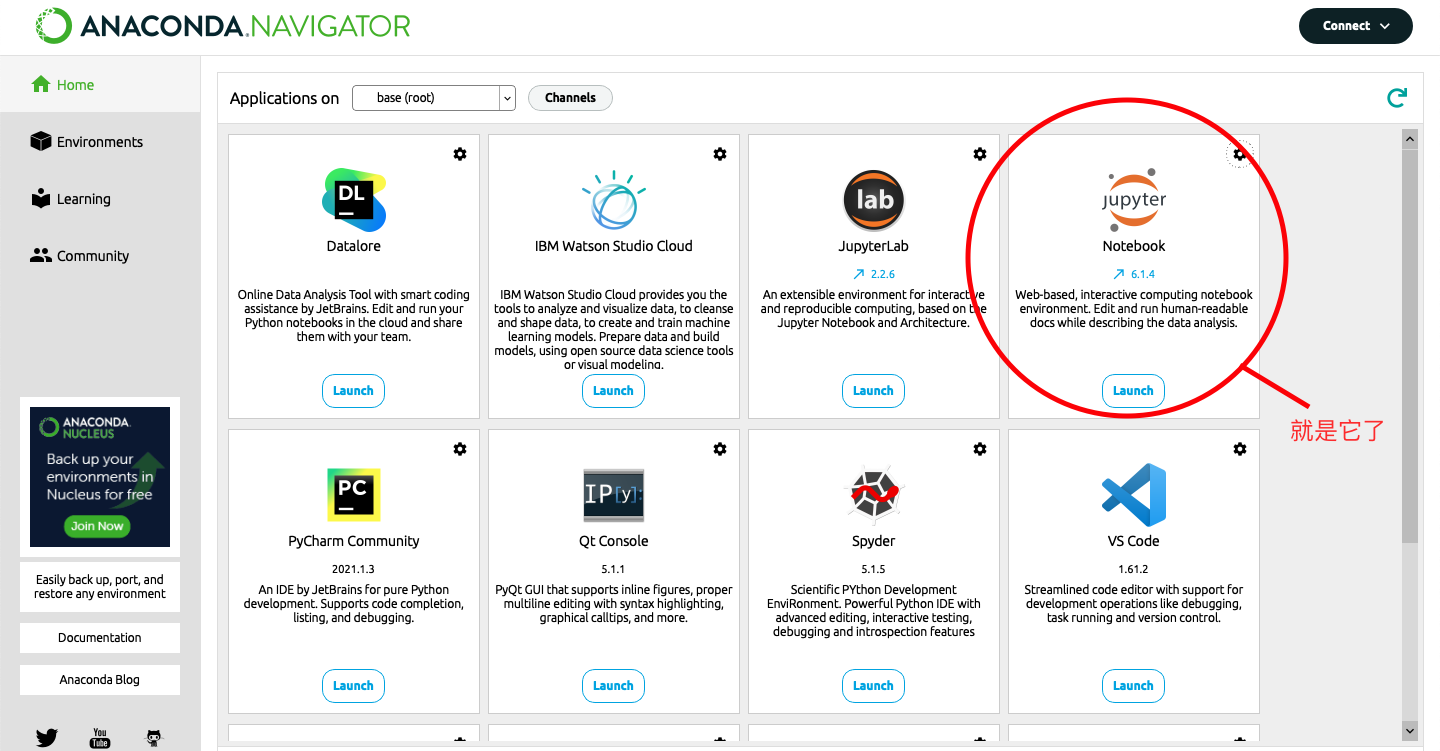 ANACONDA.NAVIGATOR
Connect
Home
Environments
Learning
Community
ANACONDA.
NUCLEUS
Back up your
environments in
Nucleus for free
Join Now
Easily back up, port, and
restore any environment
Documentation
Anaconda Blog
You
Tube
Applications on
base (root)
Channels
DL
Datalore
Online Data Analysis Tool with smart coding
assistance by JetBrains. Edit and run your
Python notebooks in the cloud and share
them with your team.
Launch
IBM Watson Studio Cloud
IBM Watson Studio Cloud provides you the
tools to analyze and visualize data, to cleanse
and shape data, to create and train machine
learning models. Prepare data and build
models, using open source data science tools
or visual modeling.
Launch
lab
JupyterLab
2.2.6
An extensible environment for interactive
and reproducible computing, based on the
Jupyter Notebook and Architecture.
Launch
jupyter
Notebook
6.1.4
Web-based, interactive computing notebook
environment. Edit and run human-readable
docs while describing the data analysis.
Launch
就是它了
PC
PyCharm Community
2021.1.3
An IDE by JetBrains for pure Python
development. Supports code completion,
listing, and debugging.
Launch
IP[y]:
Qt Console
5.1.1
PyQt GUI that supports inline figures, proper
multiline editing with syntax highlighting,
graphical calltips, and more.
Launch
Spyder
5.1.5
Scientific PYthon Development
EnviRonment. Powerful Python IDE with
advanced editing, interactive testing,
debugging and introspection features
Launch
VS Code
1.61.2
Streamlined code editor with support for
development operations like debugging,
task running and version control.
Launch